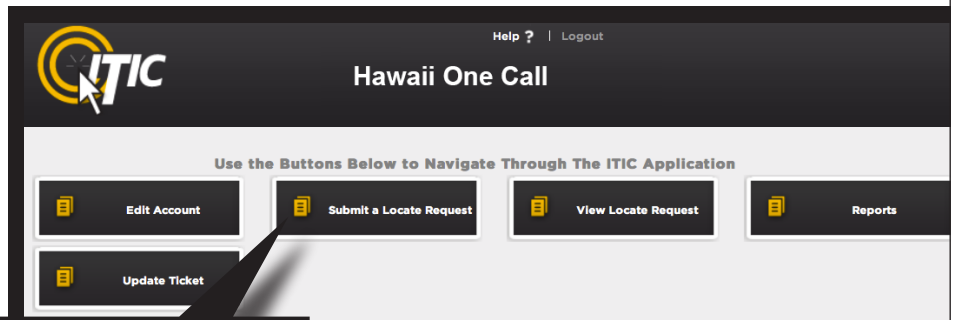 Help ? | Logout
ITIC
Hawaii One Call
Use the Buttons Below to Navigate Through The ITIC Application
Edit Account
Submit a Locate Request
View Locate Request
Reports
Update Ticket